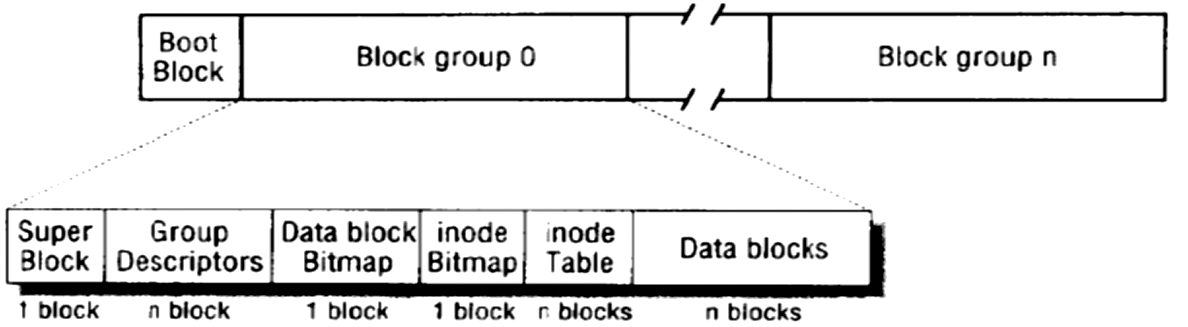 Boot
Block
Block group 0
Block group n
Super
Block
Group
Descriptors
Data block
Bitmap
inode
Bitmap
inode
Table
Data blocks
1 block
n block
1 block
1 block
n blocks
n blocks